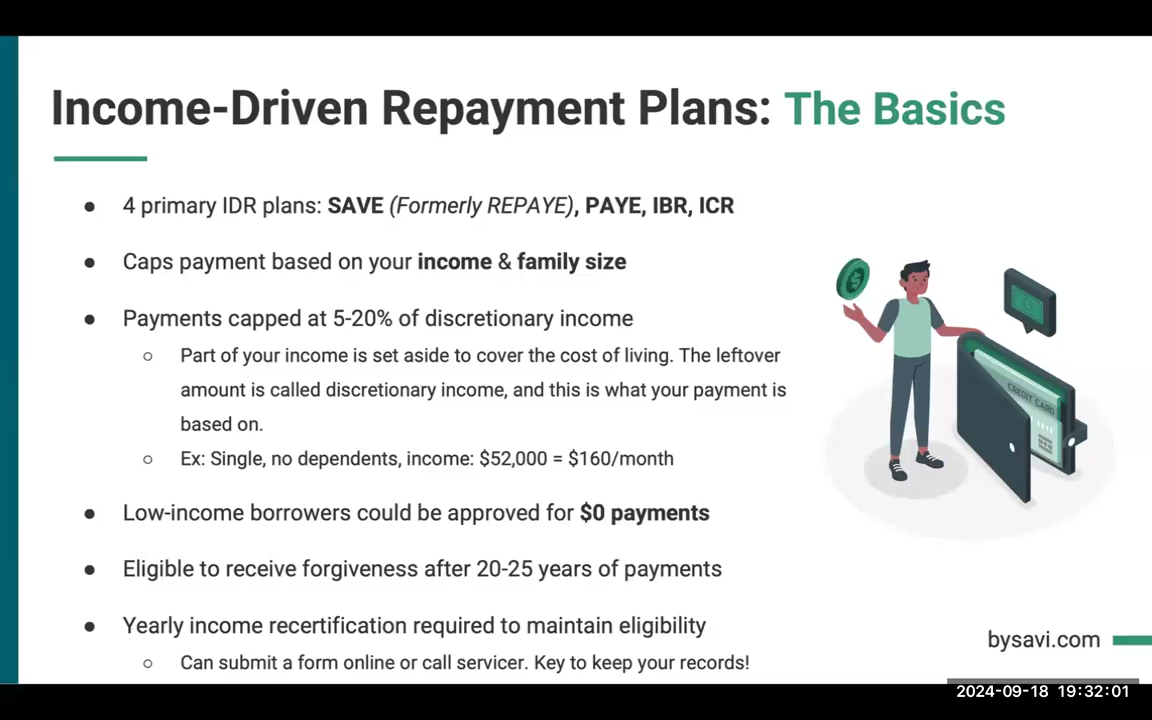 Income-Driven Repayment Plans: The Basics
● 4 primary IDR plans: SAVE (Formerly REPAYE), PAYE, IBR, ICR
● Caps payment based on your income & family size
● Payments capped at 5-20% of discretionary income
○ Part of your income is set aside to cover the cost of living. The leftover
amount is called discretionary income, and this is what your payment is
based on.
○ Ex: Single, no dependents, income: $52,000 = $160/month
CREDIT CARD
● Low-income borrowers could be approved for $0 payments
● Eligible to receive forgiveness after 20-25 years of payments
● Yearly income recertification required to maintain eligibility
○ Can submit a form online or call servicer. Key to keep your records!
bysavi.com
2024-09-18 19:32:01